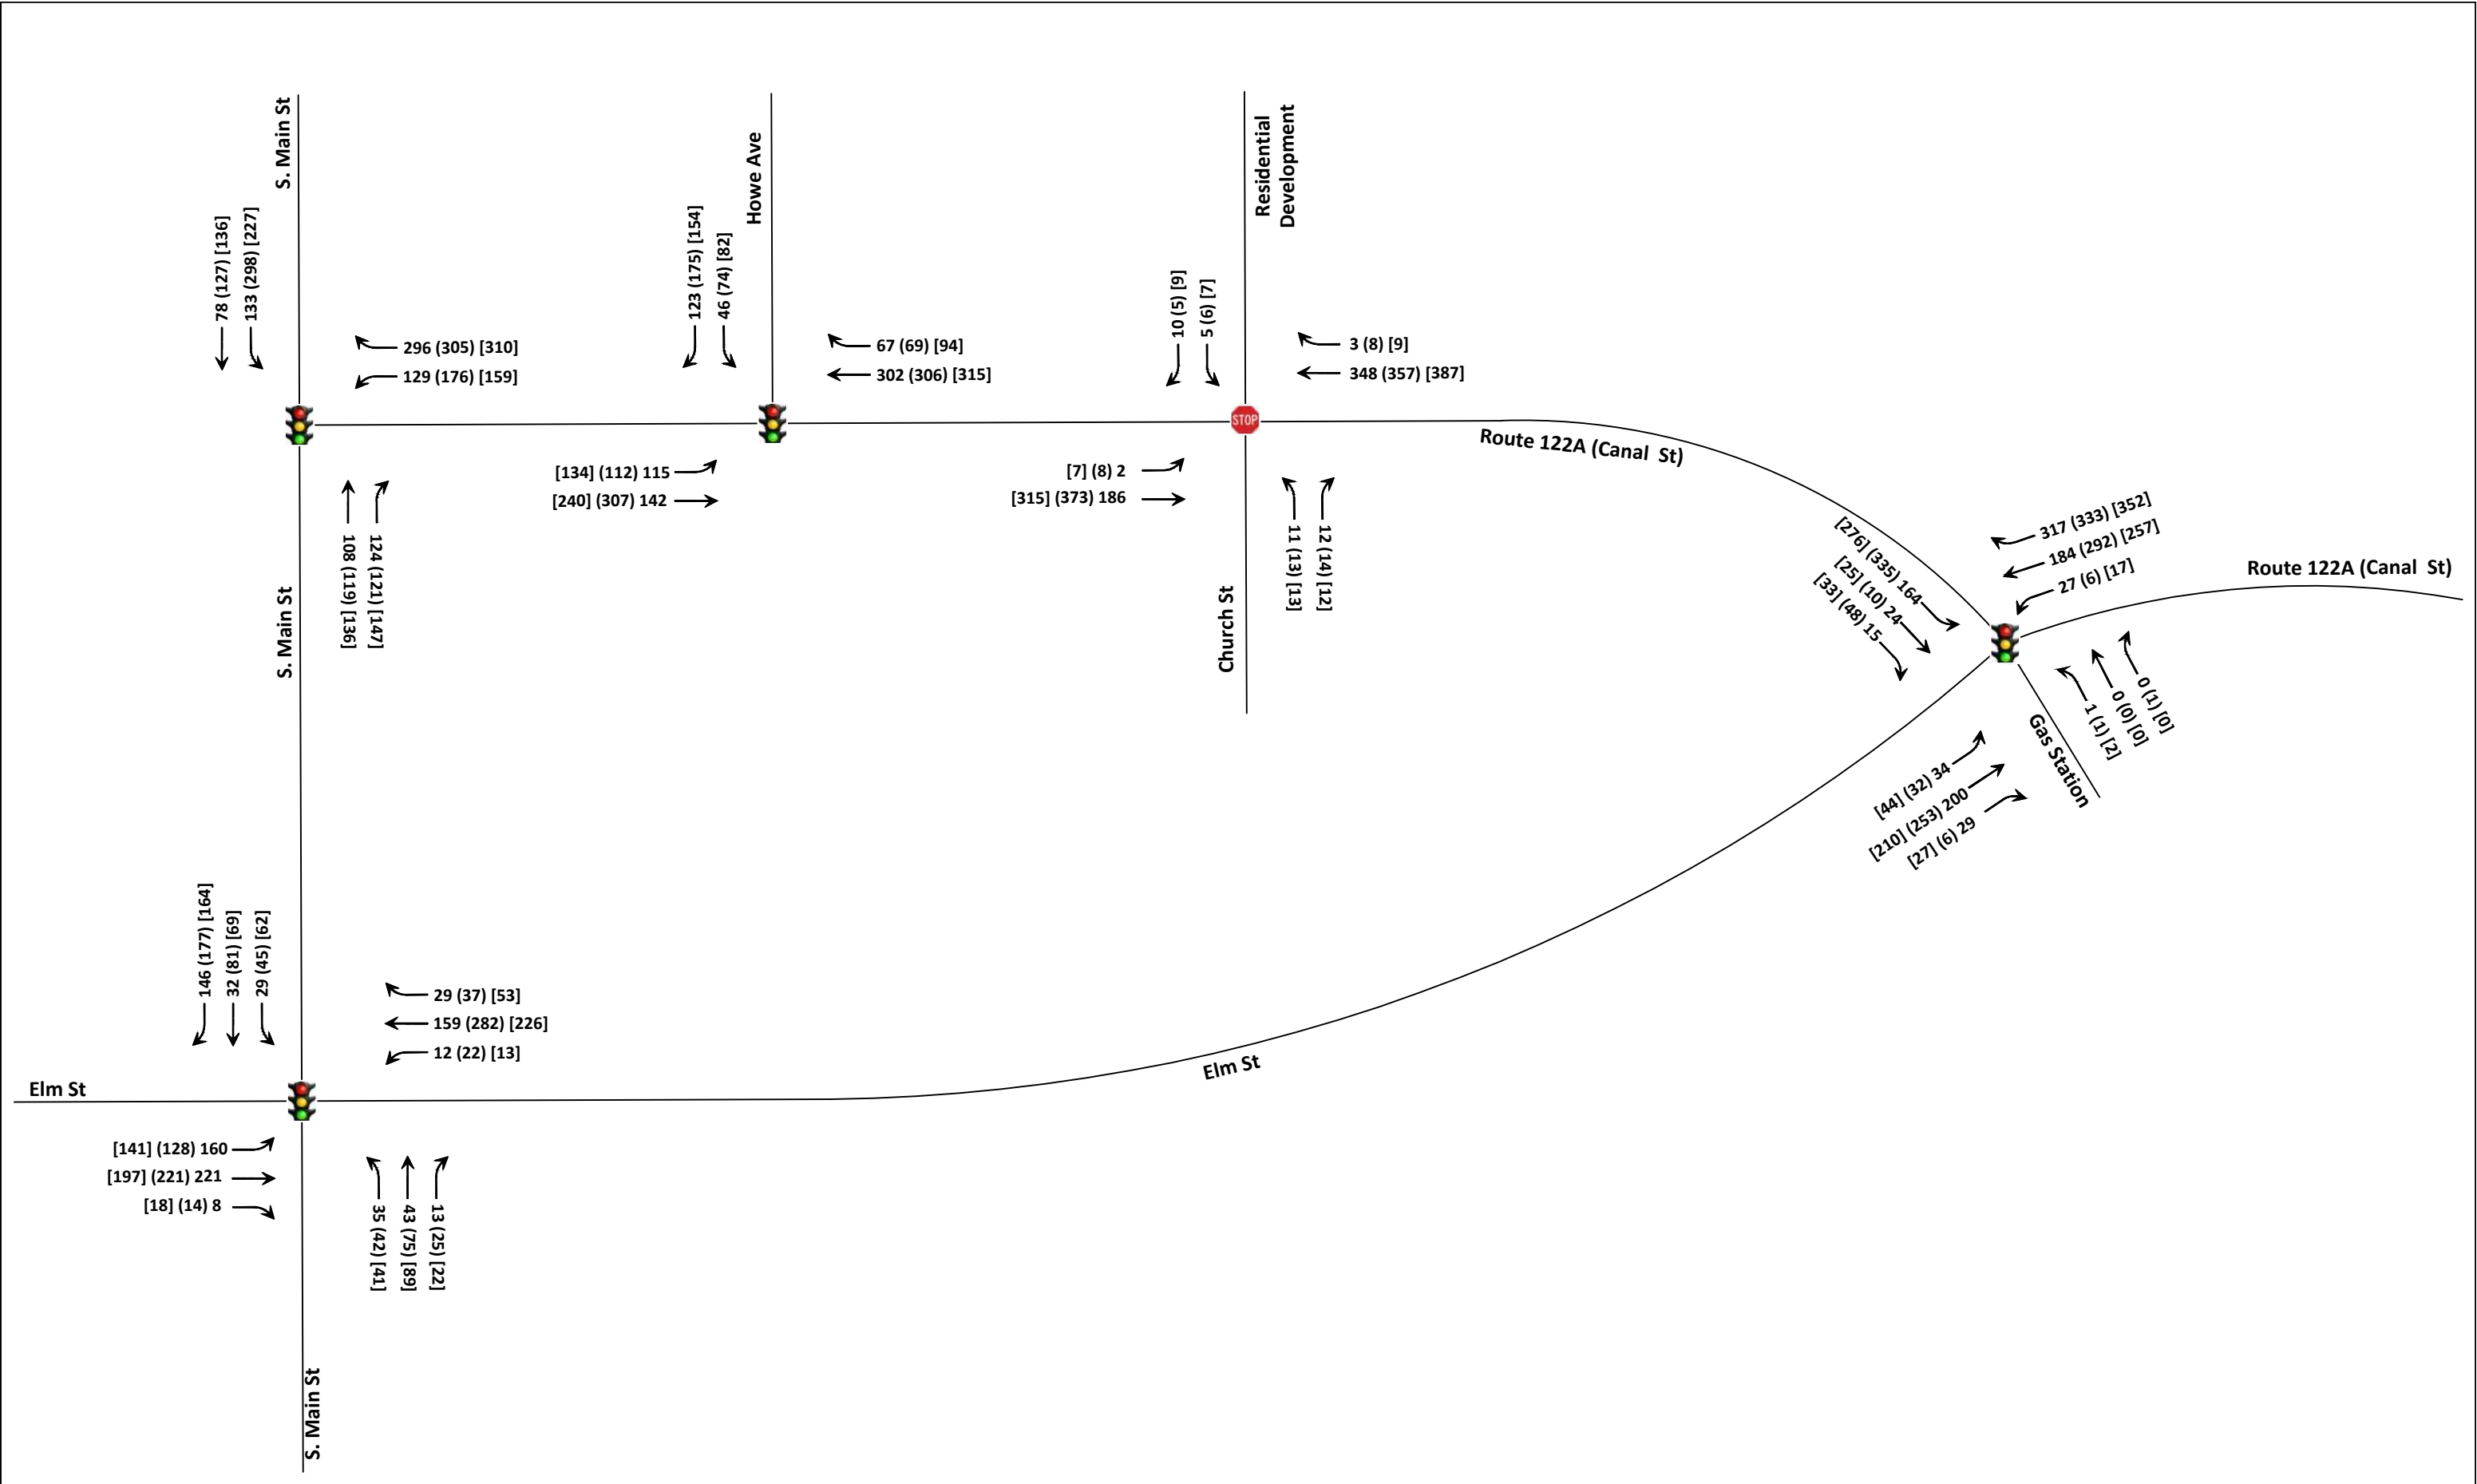 S. Main St
Howe Ave
Residential
Development
78 (127) [136]
133 (298) [227]
123 (175) [154]
46 (74) [82]
10 (5) [9]
5 (6) [7]
296 (305) [310]
129 (176) [159]
67 (69) [94]
302 (306) [315]
3 (8) [9]
348 (357) [387]
STOP
Route 122A (Canal St)
[134] (112) 115
[240] (307) 142
[7] (8) 2
[315] (373) 186
108 (119) [136]
124 (121) [147]
11 (13) [13]
12 (14) [12]
S. Main St
Church St
[276] (335) 164
[25] (10) 24
[33] (48) 15
317 (333) [352]
184 (292) [257]
27 (6) [17]
Route 122A (Canal St)
1 (1) [2]
0 (0) [0]
0 (1) [0]
Gas Station
[44] (32) 34
[210] (253) 200
[27] (6) 29
146 (177) [164]
32 (81) [69]
29 (45) [62]
29 (37) [53]
159 (282) [226]
12 (22) [13]
Elm St
Elm St
[141] (128) 160
[197] (221) 221
[18] (14) 8
35 (42) [41]
43 (75) [89]
13 (25) [22]
S. Main St